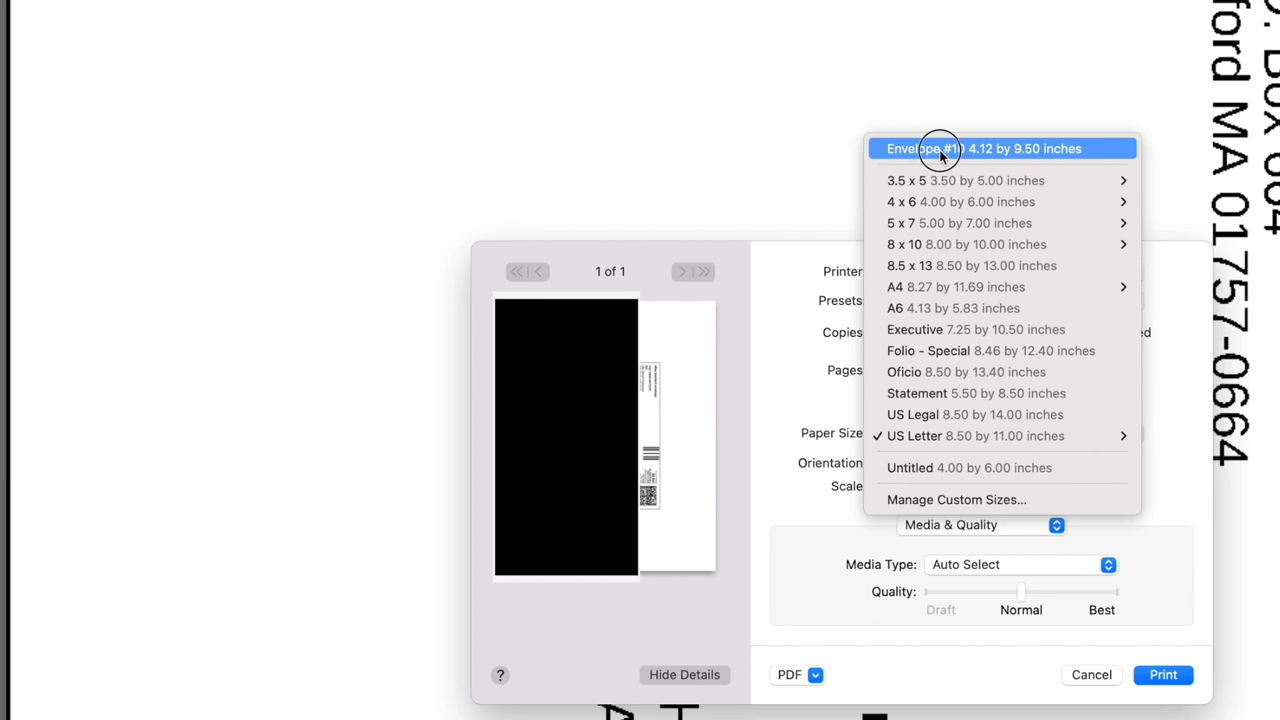 O. Box 664
ford MA 01757-0664
Envelope #10 4.12 by 9.50 inches
3.5 x 5 3.50 by 5.00 inches
4 x 6 4.00 by 6.00 inches
5 x 7 5.00 by 7.00 inches
8 x 10 8.00 by 10.00 inches
8.5 x 13 8.50 by 13.00 inches
A4 8.27 by 11.69 inches
A6 4.13 by 5.83 inches
Executive 7.25 by 10.50 inches
Folio - Special 8.46 by 12.40 inches
Oficio 8.50 by 13.40 inches
Statement 5.50 by 8.50 inches
US Legal 8.50 by 14.00 inches
US Letter 8.50 by 11.00 inches
Untitled 4.00 by 6.00 inches
Manage Custom Sizes...
1 of 1
Printer:
Presets:
Copies
ed
Pages
Paper Size
Orientation
Scale
Media & Quality
Media Type: Auto Select
Quality:
Draft Normal Best
? Hide Details PDF Cancel Print